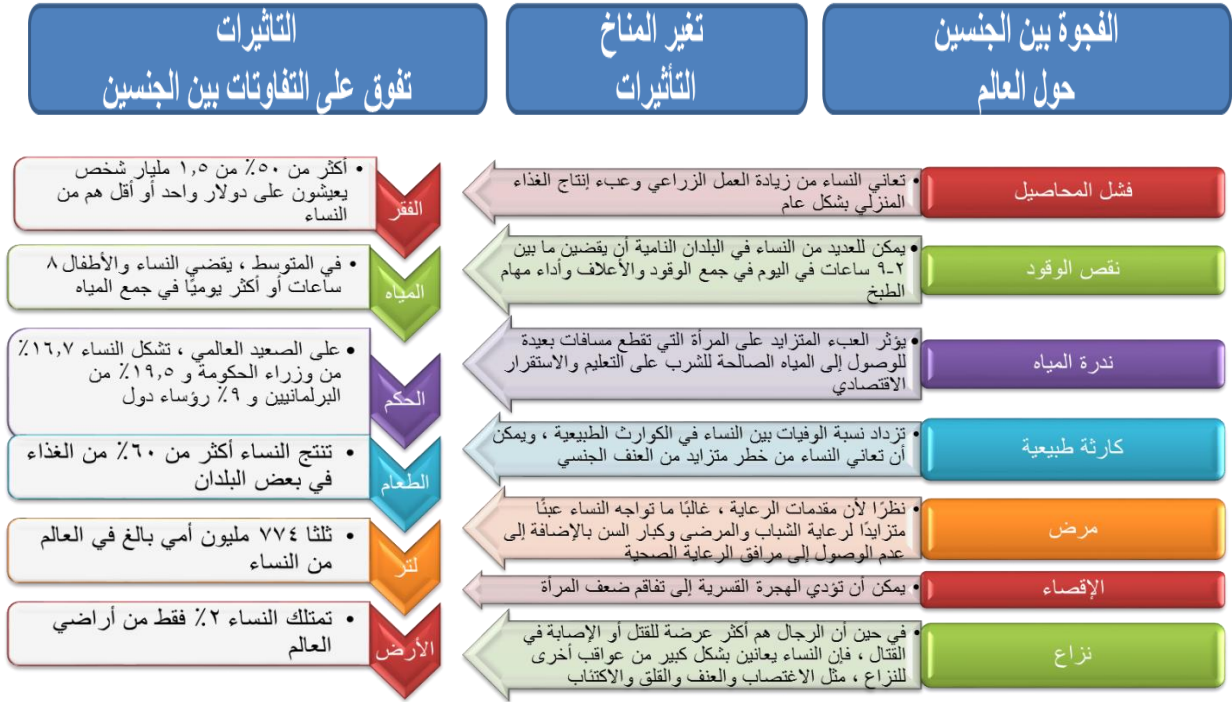 الفجوة بين الجنسين
حول العالم
تغير المناخ
التأثيرات
التاثيرات
تفوق على التفاوتات بين الجنسين
فشل المحاصيل
• تعاني النساء من زيادة العمل الزراعي وعبء إنتاج الغذاء
المنزلي بشكل عام
نقص الوقود
• يمكن للعديد من النساء في البلدان النامية أن يقضين ما بين
٢-٩ ساعات في اليوم في جمع الوقود والأعلاف وأداء مهام
الطبخ
ندرة المياه
• يؤثر العبء المتزايد على المرأة التي تقطع مسافات بعيدة
للوصول إلى المياه الصالحة للشرب على التعليم والاستقرار
الاقتصادي
كارثة طبيعية
• تزداد نسبة الوفيات بين النساء في الكوارث الطبيعية ، ويمكن
أن تعاني النساء من خطر متزايد من العنف الجنسي
مرض
• نظرًا لأن مقدمات الرعاية ، غالبًا ما تواجه النساء عبئًا
متزايدًا لرعاية الشباب والمرضى وكبار السن بالإضافة إلى
عدم الوصول إلى مرافق الرعاية الصحية
الإقصاء
• يمكن أن تؤدي الهجرة القسرية إلى تفاقم ضعف المرأة
نزاع
• في حين أن الرجال هم أكثر عرضة للقتل أو الإصابة في
القتال ، فإن النساء يعانين بشكل كبير من عواقب أخرى
للنزاع ، مثل الاغتصاب والعنف والقلق والاكتئاب
الفقر
• أكثر من ٥٠٪ من ١,٥ مليار شخص
يعيشون على دولار واحد أو أقل هم من
النساء
المياه
• في المتوسط ، يقضي النساء والأطفال ٨
ساعات أو أكثر يوميًا في جمع المياه
الحكم
• على الصعيد العالمي ، تشكل النساء ١٦,٧٪
من وزراء الحكومة و ١٩,٥٪ من
البرلمانيين و ٩٪ رؤساء دول
الطعام
• تنتج النساء أكثر من ٦٠٪ من الغذاء
في بعض البلدان
لتر
• ثلثا ٧٧٤ مليون أمي بالغ في العالم
من النساء
الأرض
• تمتلك النساء ٢٪ فقط من أراضي
العالم